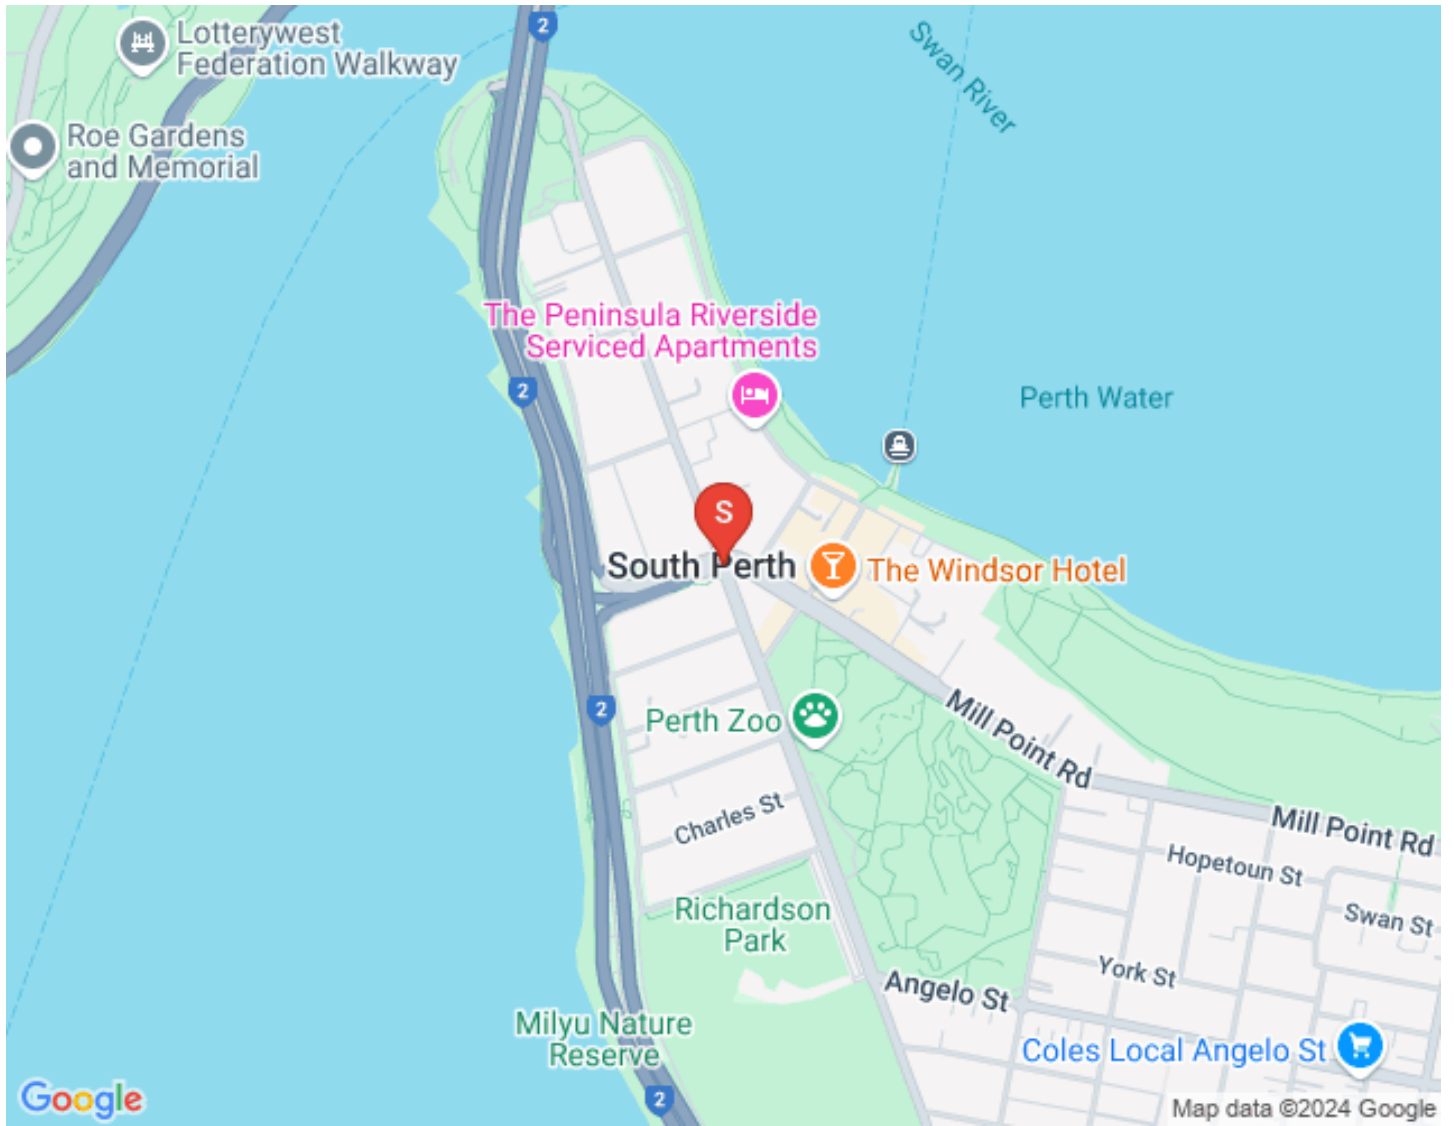 2
Lotterywest
Federation Walkway
Swan River
Roe Gardens
and Memorial
The Peninsula Riverside
Serviced Apartments
2
Perth Water
S
South Perth
The Windsor Hotel
2
Perth Zoo
Mill Point Rd
Charles St
Mill Point Rd
Hopetoun St
Richardson
Park
Swan St
York St
Angelo St
Milyu Nature
Reserve
Coles Local Angelo St
2
Google
Map data ©2024 Google